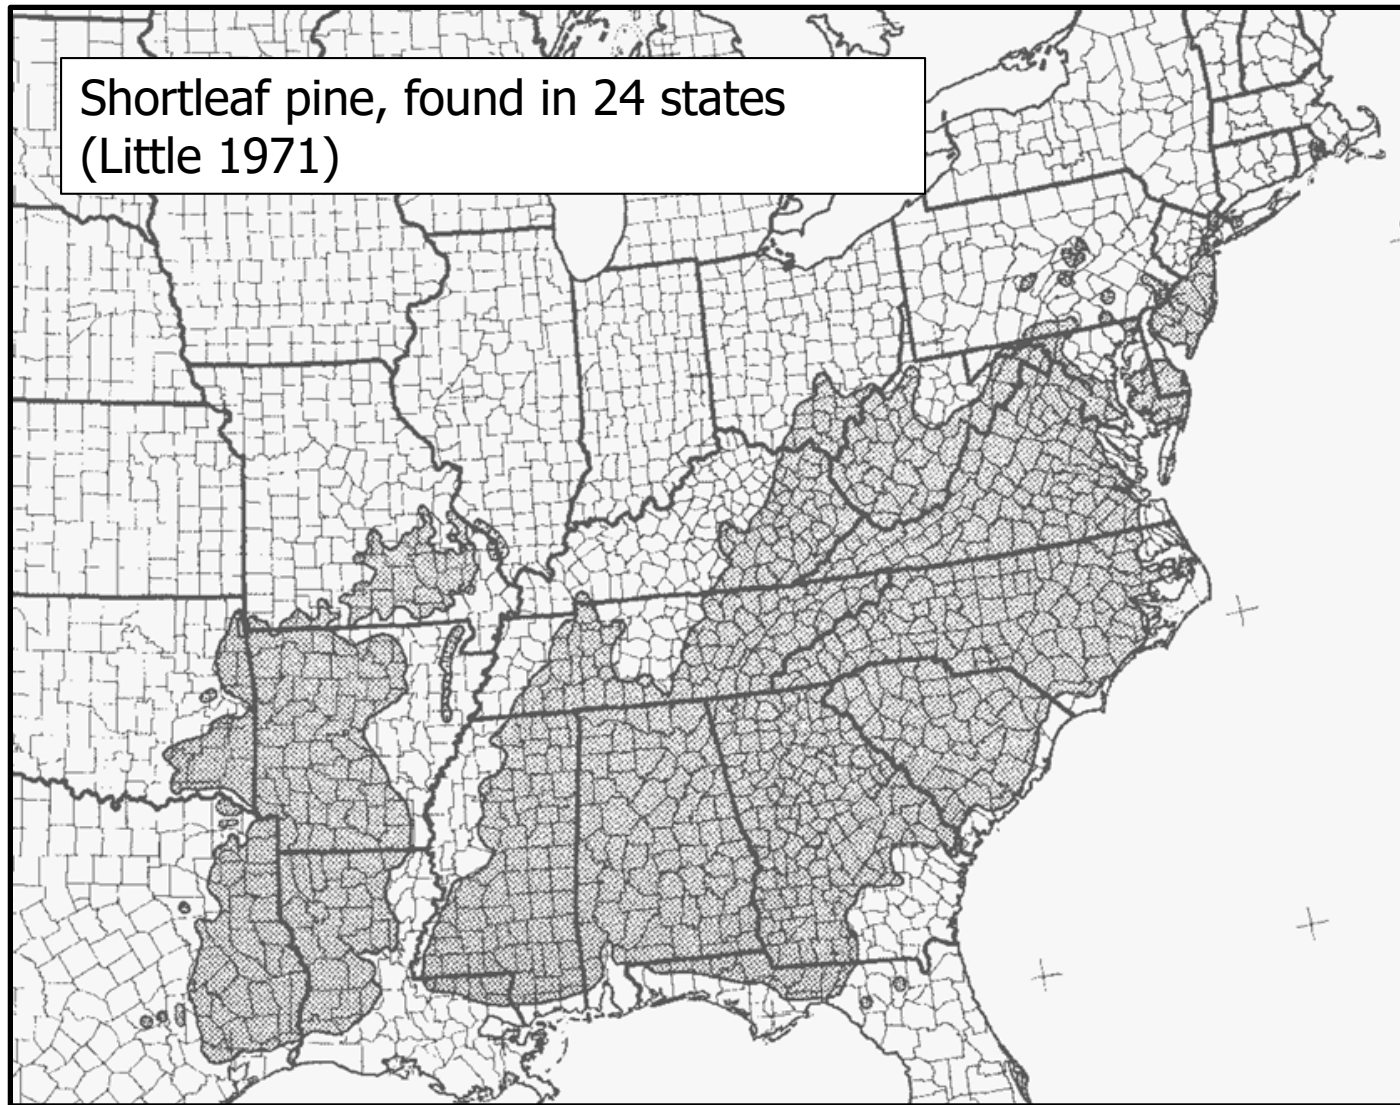 Shortleaf pine, found in 24 states
(Little 1971)